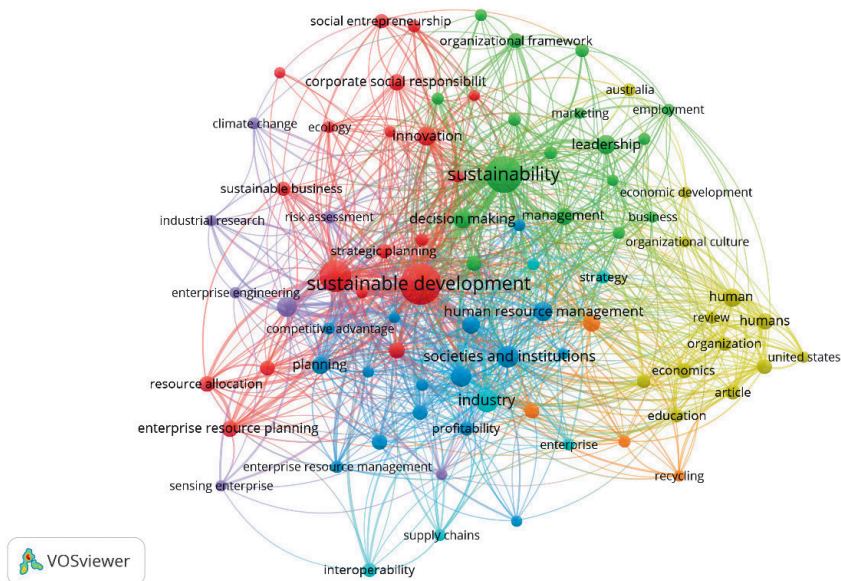 social entrepreneurship
organizational framework
corporate social responsibilit
australia
marketing
employment
climate change
ecology
innovation
leadership
sustainability
sustainable business
economic development
industrial research
risk assessment
decision making
management
business
organizational culture
strategic planning
strategy
enterprise engineering
sustainable development
human
human resource management
review
humans
competitive advantage
organization
societies and institutions
united states
planning
economics
resource allocation
article
industry
education
enterprise resource planning
profitability
enterprise
enterprise resource management
recycling
sensing enterprise
supply chains
interoperability
VOSviewer